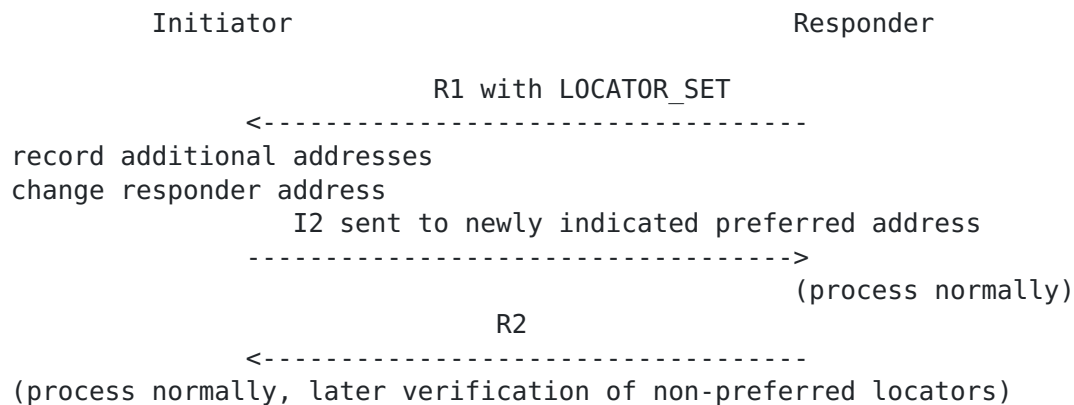 Initiator Responder
R1 with LOCATOR_SET
<-----------------------------------
record additional addresses
change responder address
I2 sent to newly indicated preferred address
----------------------------------->
(process normally)
R2
<-----------------------------------
(process normally, later verification of non-preferred locators)